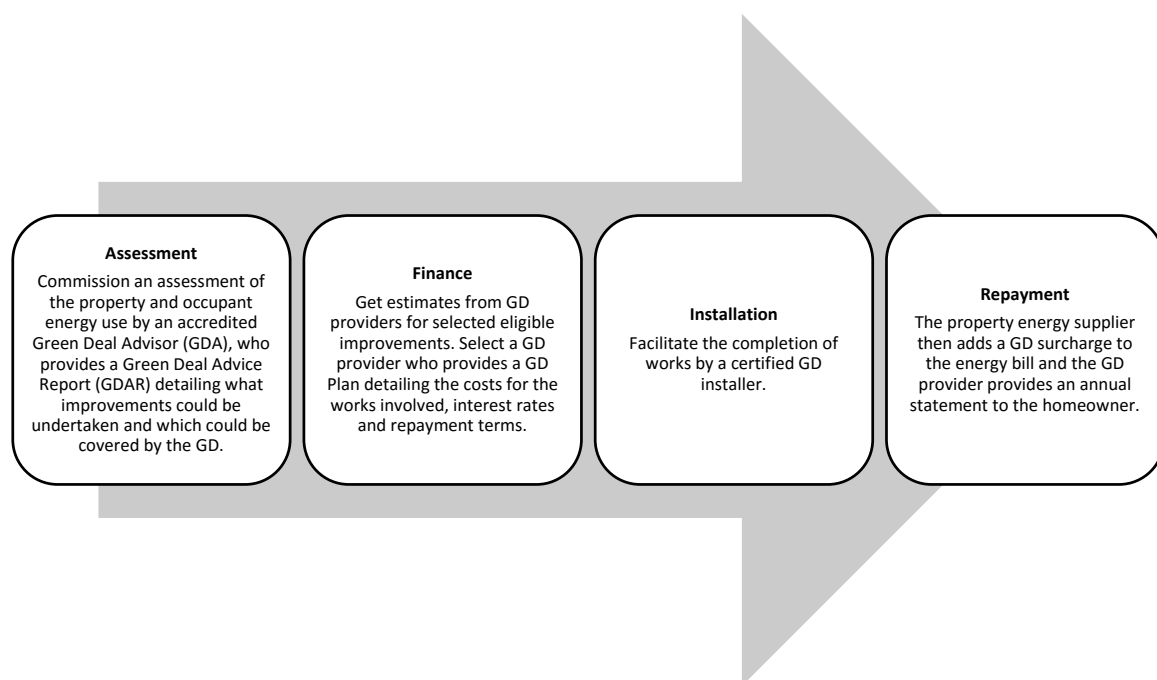 Assessment
Commission an assessment of
the property and occupant
energy use by an accredited
Green Deal Advisor (GDA), who
provides a Green Deal Advice
Report (GDAR) detailing what
improvements could be
undertaken and which could be
covered by the GD.
Finance
Get estimates from GD
providers for selected eligible
improvements. Select a GD
provider who provides a GD
Plan detailing the costs for the
works involved, interest rates
and repayment terms.
Installation
Facilitate the completion of
works by a certified GD
installer.
Repayment
The property energy supplier
then adds a GD surcharge to
the energy bill and the GD
provider provides an annual
statement to the homeowner.